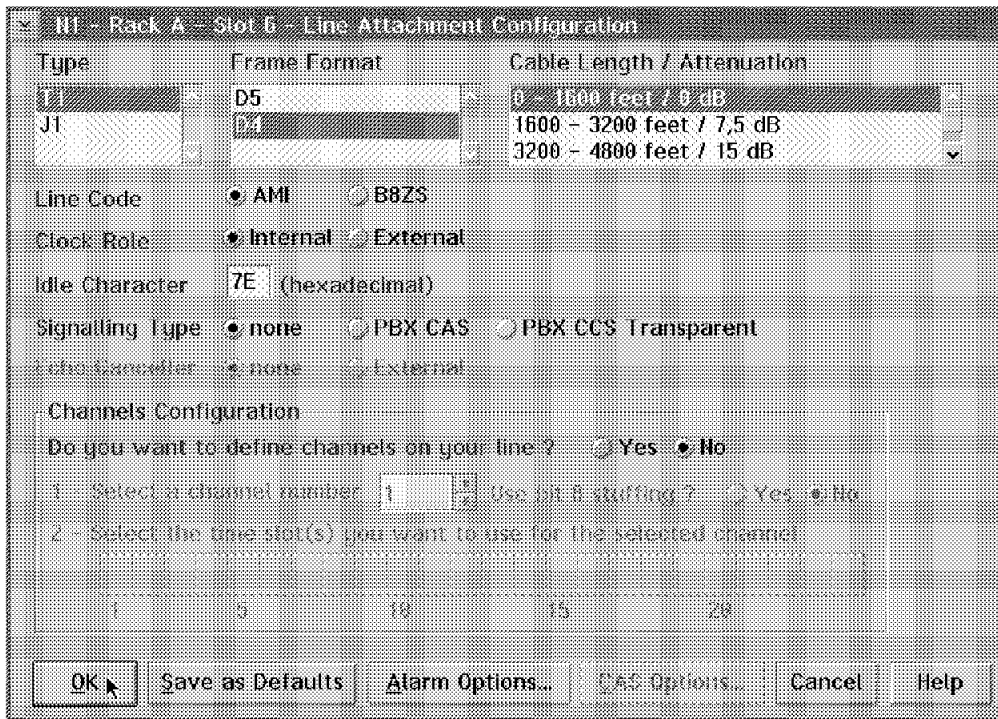 N1 - Rack A - Slot 6 - Line Attachment Configuration
Type Frame Format Cable Length / Attenuation
T1 D5 0 - 1600 feet / 0 dB
J1 D4 1600 - 3200 feet / 7,5 dB
3200 - 4800 feet / 15 dB
Line Code AMI B8ZS
Clock Role Internal External
Idle Character 7E (hexadecimal)
Signalling Type none PBX CAS PBX CCS Transparent
Echo Canceller none External
Channels Configuration
Do you want to define channels on your line ? Yes No
1 - Select a channel number 1 Use bit 8 stuffing ? Yes No
2 - Select the time slot(s) you want to use for the selected channel
1 5 10 15 20
OK Save as Defaults Alarm Options... CAS Options... Cancel Help